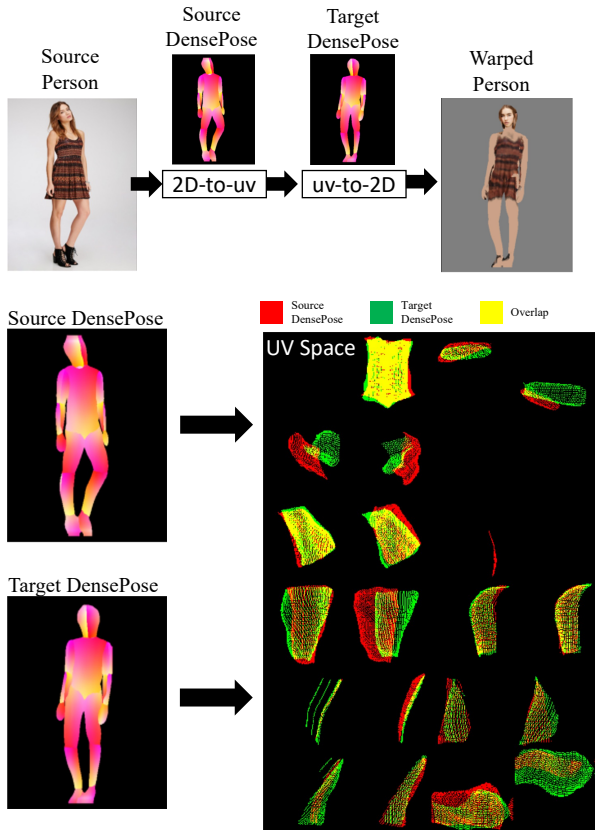 Source
DensePose
Target
DensePose
Source
Person
Warped
Person
2D-to-uv
uv-to-2D
Source DensePose
Source
DensePose
Target
DensePose
Overlap
UV Space
Target DensePose